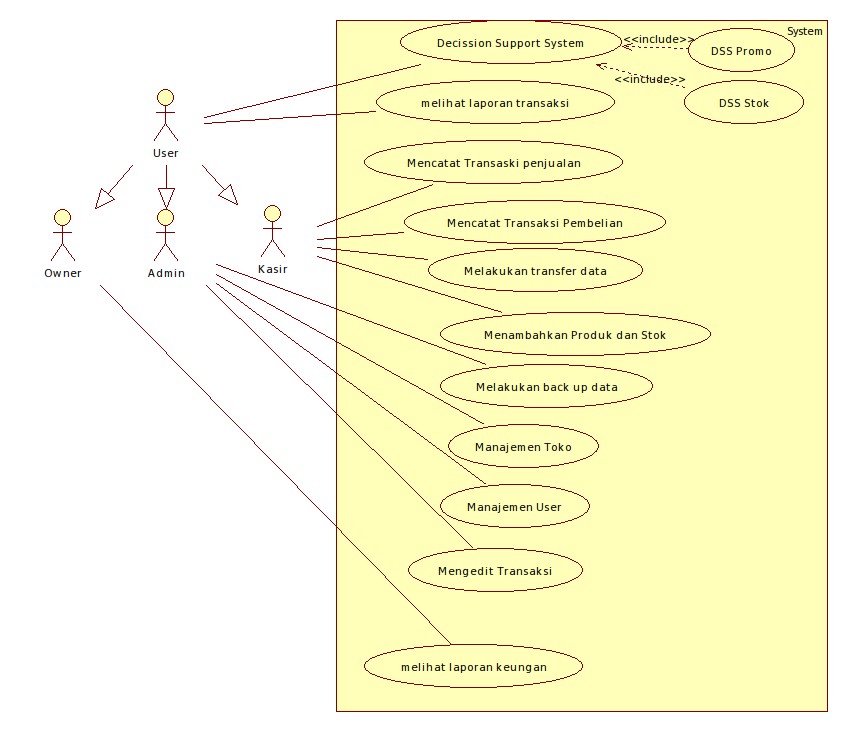 System
Decission Support System
<<include>>
DSS Promo
<<include>>
melihat laporan transaksi
DSS Stok
User
Mencatat Transaski penjualan
Mencatat Transaksi Pembelian
Owner
Admin
Kasir
Melakukan transfer data
Menambahkan Produk dan Stok
Melakukan back up data
Manajemen Toko
Manajemen User
Mengedit Transaksi
melihat laporan keungan